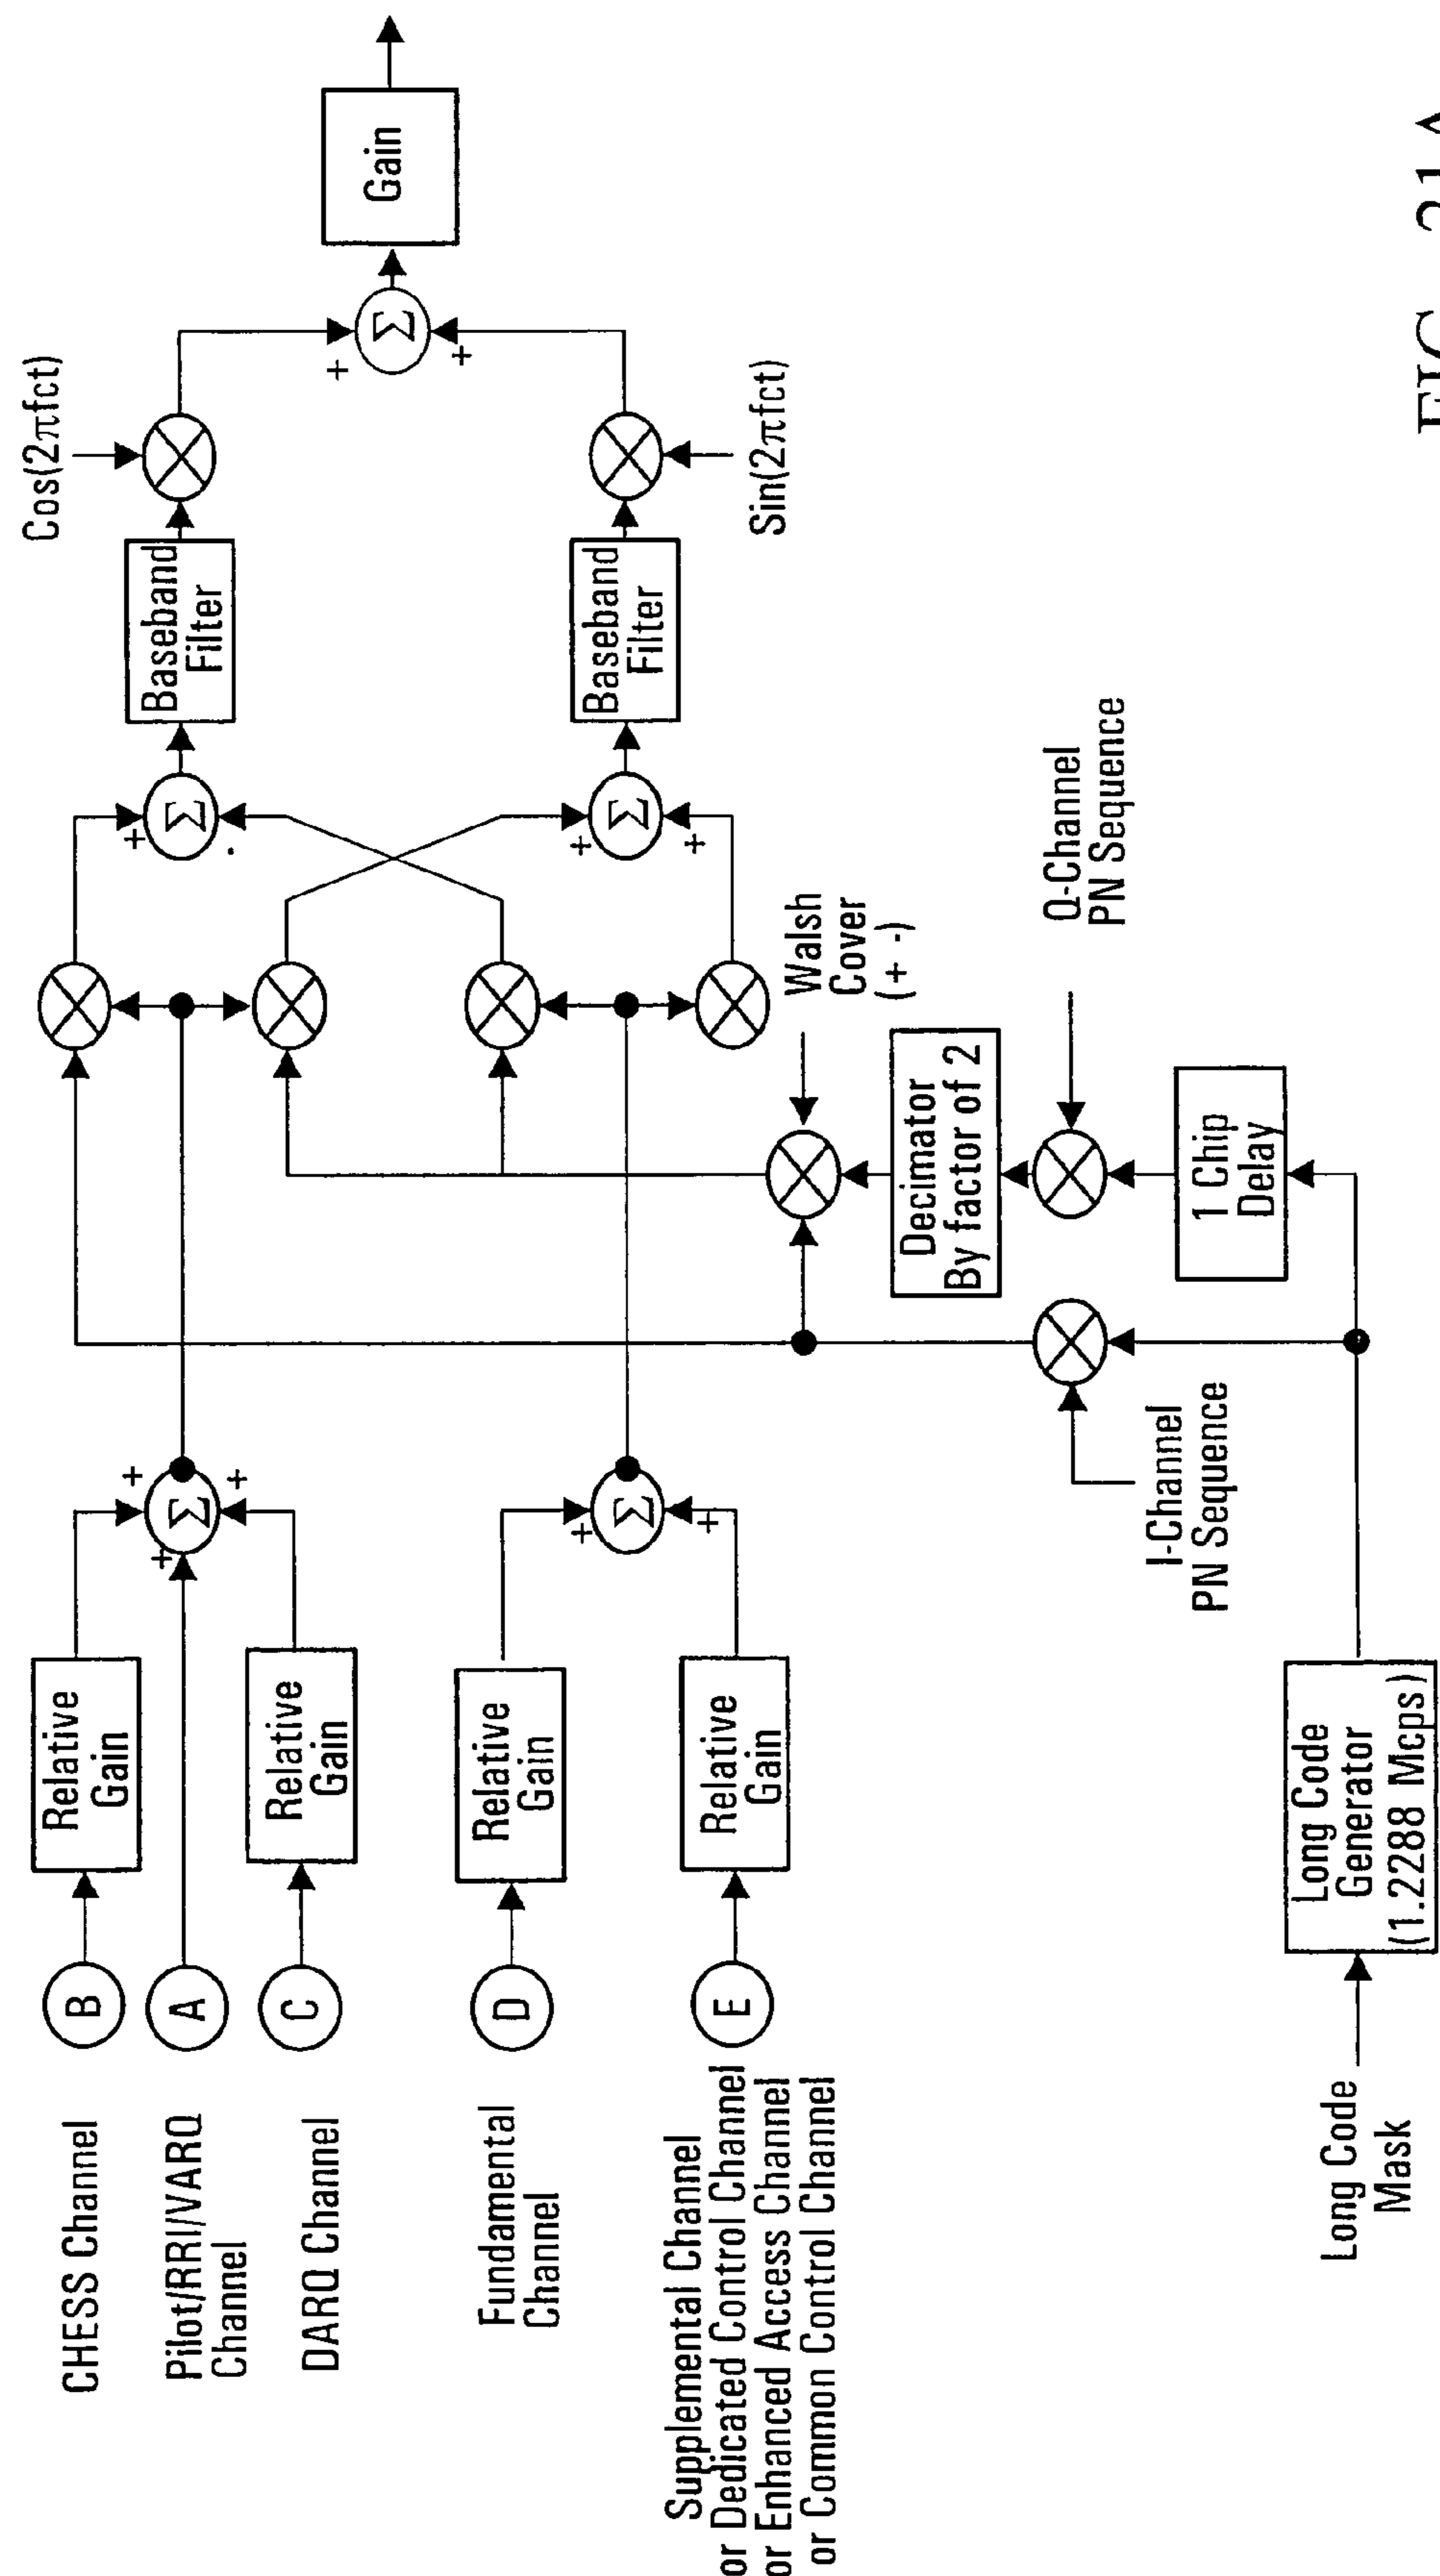 CHESS Channel
B
Relative
Gain
Pilot/RRI/VARQ
Channel
A
DARQ Channel
C
Relative
Gain
+
+
+
Σ
Fundamental
Channel
D
Relative
Gain
Supplemental Channel
or Dedicated Control Channel
or Enhanced Access Channel
or Common Control Channel
E
Relative
Gain
+
+
Σ
+
.
Σ
Baseband
Filter
Cos(2πfct)
+
+
Σ
Baseband
Filter
Sin(2πfct)
+
+
Σ
Gain
Walsh
Cover
(+ -)
Decimator
By factor of 2
Q-Channel
PN Sequence
1 Chip
Delay
I-Channel
PN Sequence
Long Code
Mask
Long Code
Generator
(1.2288 Mcps)